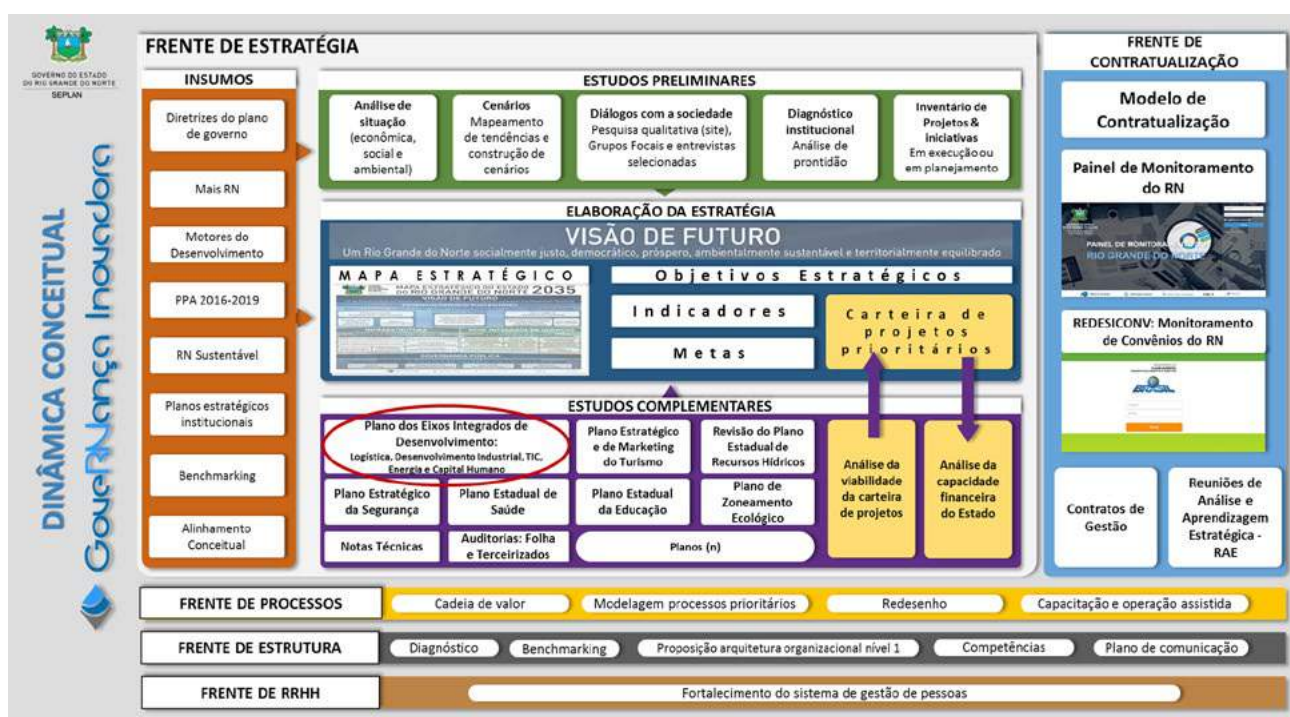 GOVERNO DO ESTADO
DO RIO GRANDE DO NORTE
SEPLAN
DINÂMICA CONCEITUAL
GoveRNança Inovadora
FRENTE DE ESTRATÉGIA
INSUMOS
Diretrizes do plano
de governo
Mais RN
Motores do
Desenvolvimento
PPA 2016-2019
RN Sustentável
Planos estratégicos
institucionais
Benchmarking
Alinhamento
Conceitual
ESTUDOS PRELIMINARES
Análise de
situação
(econômica,
social e
ambiental)
Cenários
Mapeamento
de tendências e
construção de
cenários
Diálogos com a sociedade
Pesquisa qualitativa (site),
Grupos Focais e entrevistas
selecionadas
Diagnóstico
institucional
Análise de
prontidão
Inventário de
Projetos &
iniciativas
Em execução ou
em planejamento
ELABORAÇÃO DA ESTRATÉGIA
VISÃO DE FUTURO
Um Rio Grande do Norte socialmente justo, democrático, próspero, ambientalmente sustentável e territorialmente equilibrado
MAPA ESTRATÉGICO
MAPA ESTRATÉGICO DO ESTADO
DO RIO GRANDE DO NORTE 2035
VISÃO DE FUTURO
Objetivos Estratégicos
Indicadores
Metas
Carteira de
projetos
prioritários
ESTUDOS COMPLEMENTARES
Plano dos Eixos Integrados de
Desenvolvimento:
Logística, Desenvolvimento Industrial, TIC,
Energia e Capital Humano
Plano Estratégico
e de Marketing
do Turismo
Revisão do Plano
Estadual de
Recursos Hídricos
Plano Estratégico
da Segurança
Plano Estadual de
Saúde
Plano Estadual
da Educação
Plano de
Zoneamento
Ecológico
Notas Técnicas
Auditorias: Folha
e Terceirizados
Planos (n)
Análise da
viabilidade
da carteira
de projetos
Análise da
capacidade
financeira
do Estado
FRENTE DE
CONTRATUALIZAÇÃO
Modelo de
Contratualização
Painel de Monitoramento
do RN
PAINEL DE MONITORA
RIO GRANDE DO NORTE
REDESICONV: Monitoramento
de Convênios do RN
BRASIL
Contratos de
Gestão
Reuniões de
Análise e
Aprendizagem
Estratégica -
RAE
FRENTE DE PROCESSOS
Cadeia de valor
Modelagem processos prioritários
Redesenho
Capacitação e operação assistida
FRENTE DE ESTRUTURA
Diagnóstico
Benchmarking
Proposição arquitetura organizacional nível 1
Competências
Plano de comunicação
FRENTE DE RRHH
Fortalecimento do sistema de gestão de pessoas